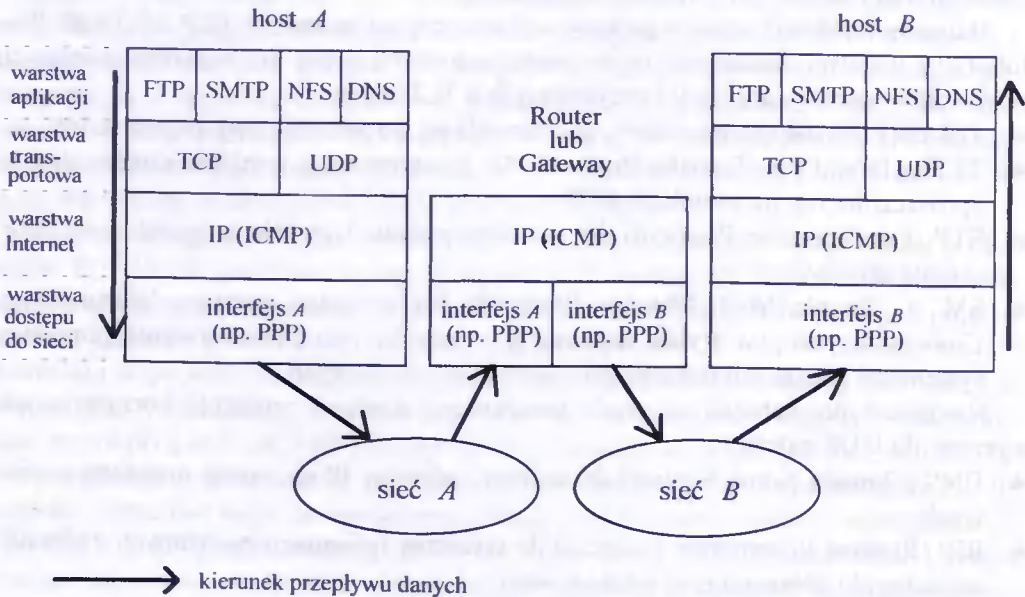 host A
host B
warstwa
aplikacji
FTP
SMTP
NFS
DNS
Router
lub
Gateway
FTP
SMTP
NFS
DNS
warstwa
trans-
portowa
TCP
UDP
TCP
UDP
warstwa
Internet
IP (ICMP)
IP (ICMP)
IP (ICMP)
warstwa
dostępu
do sieci
interfejs A
(np. PPP)
interfejs A
(np. PPP)
interfejs B
(np. PPP)
interfejs B
(np. PPP)
sieć A
sieć B
kierunek przepływu danych